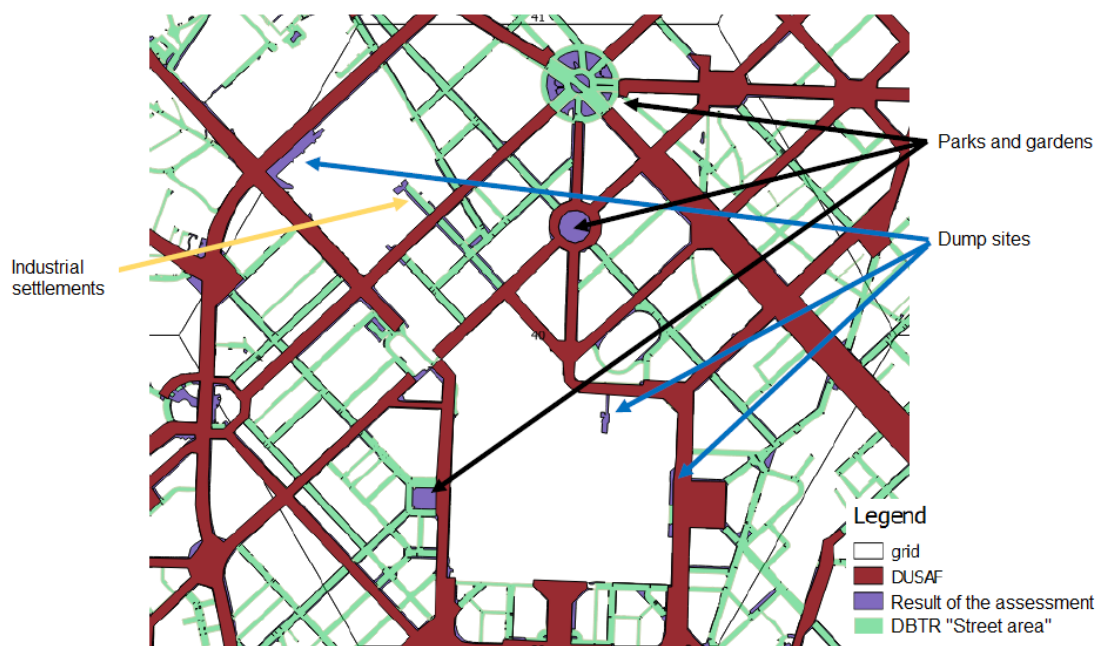 41
Parks and gardens
Dump sites
Industrial
settlements
40
Legend
grid
DUSAF
Result of the assessment
DBTR "Street area"